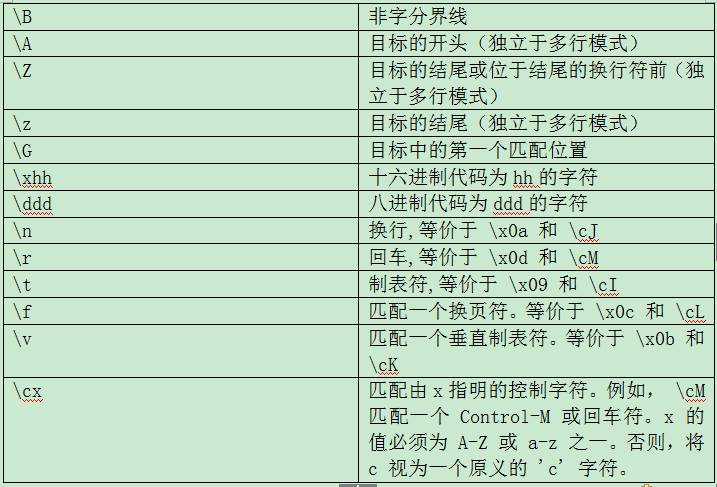 \B 非字分界线
\A 目标的开头（独立于多行模式）
\Z 目标的结尾或位于结尾的换行符前（独
立于多行模式）
\z 目标的结尾（独立于多行模式）
\G 目标中的第一个匹配位置
\xhh 十六进制代码为 hh 的字符
\ddd 八进制代码为 ddd 的字符
\n 换行,等价于 \x0a 和 \cJ
\r 回车,等价于 \x0d 和 \cM
\t 制表符,等价于 \x09 和 \cI
\f 匹配一个换页符。等价于 \x0c 和 \cL
\v 匹配一个垂直制表符。等价于 \x0b 和
\cK
\cx 匹配由 x 指明的控制字符。例如， \cM
匹配一个 Control-M 或回车符。x 的
值必须为 A-Z 或 a-z 之一。否则，将
c 视为一个原义的 'c' 字符。